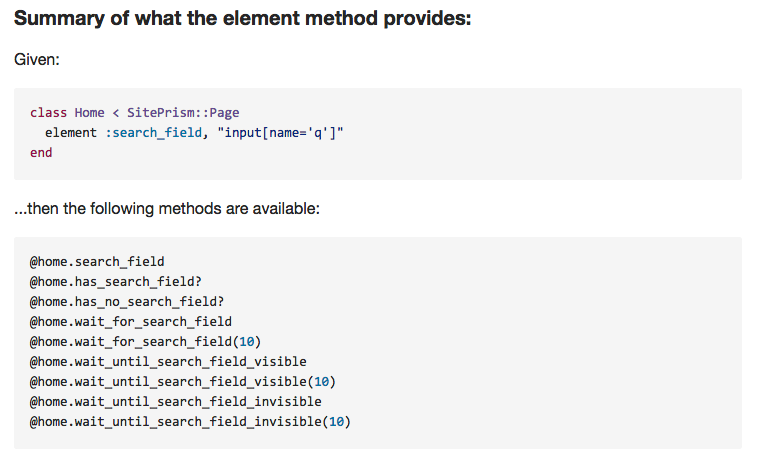 Summary of what the element method provides:
Given:
class Home < SitePrism::Page
  element :search_field, "input[name='q']"
end
...then the following methods are available:
@home.search_field
@home.has_search_field?
@home.has_no_search_field?
@home.wait_for_search_field
@home.wait_for_search_field(10)
@home.wait_until_search_field_visible
@home.wait_until_search_field_visible(10)
@home.wait_until_search_field_invisible
@home.wait_until_search_field_invisible(10)